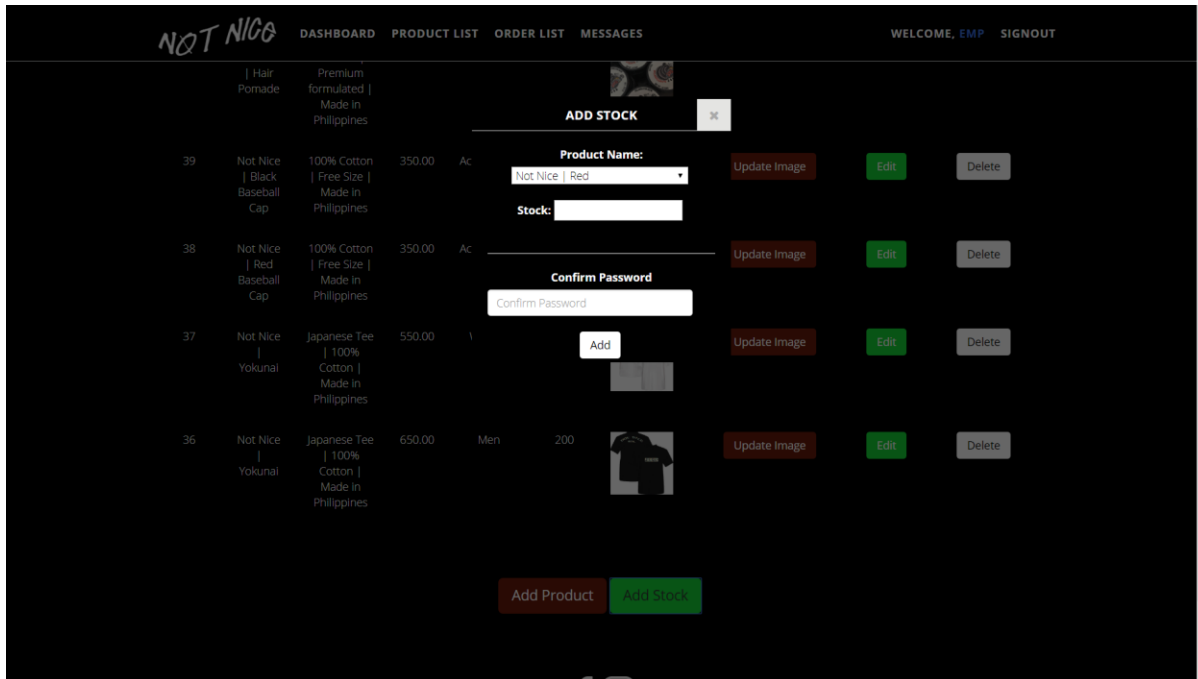 NOT NICE
DASHBOARD PRODUCT LIST ORDER LIST MESSAGES WELCOME, EMP SIGNOUT
| Hair
Pomade
Premium
formulated |
Made in
Philippines
ADD STOCK ×
Product Name:
Not Nice | Red
Stock:
Confirm Password
Confirm Password
Add
39
Not Nice
| Black
Baseball
Cap
100% Cotton
| Free Size |
Made in
Philippines
350.00
Ac
Update Image Edit Delete
38
Not Nice
| Red
Baseball
Cap
100% Cotton
| Free Size |
Made in
Philippines
350.00
Ac
Update Image Edit Delete
37
Not Nice
|
Yokunai
Japanese Tee
| 100%
Cotton |
Made in
Philippines
550.00
Update Image Edit Delete
36
Not Nice
|
Yokunai
Japanese Tee
| 100%
Cotton |
Made in
Philippines
650.00
Men
200
Update Image Edit Delete
Add Product Add Stock